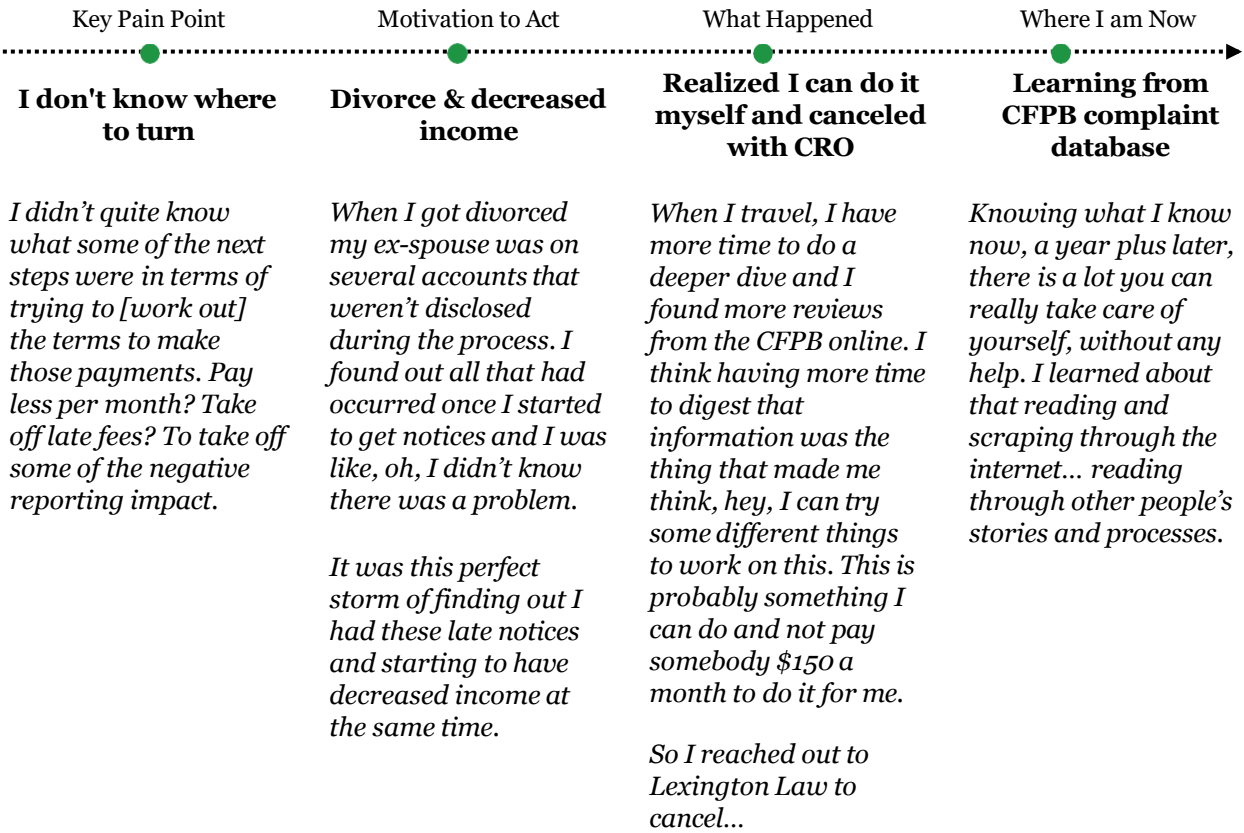 Key Pain Point
Motivation to Act
What Happened
Where I am Now
I don't know where
to turn
Divorce & decreased
income
Realized I can do it
myself and canceled
with CRO
Learning from
CFPB complaint
database
I didn’t quite know
what some of the next
steps were in terms of
trying to [work out]
the terms to make
those payments. Pay
less per month? Take
off late fees? To take off
some of the negative
reporting impact.
When I got divorced
my ex-spouse was on
several accounts that
weren’t disclosed
during the process. I
found out all that had
occurred once I started
to get notices and I was
like, oh, I didn’t know
there was a problem.
It was this perfect
storm of finding out I
had these late notices
and starting to have
decreased income at
the same time.
When I travel, I have
more time to do a
deeper dive and I
found more reviews
from the CFPB online. I
think having more time
to digest that
information was the
thing that made me
think, hey, I can try
some different things
to work on this. This is
probably something I
can do and not pay
somebody $150 a
month to do it for me.
So I reached out to
Lexington Law to
cancel…
Knowing what I know
now, a year plus later,
there is a lot you can
really take care of
yourself, without any
help. I learned about
that reading and
scraping through the
internet… reading
through other people’s
stories and processes.